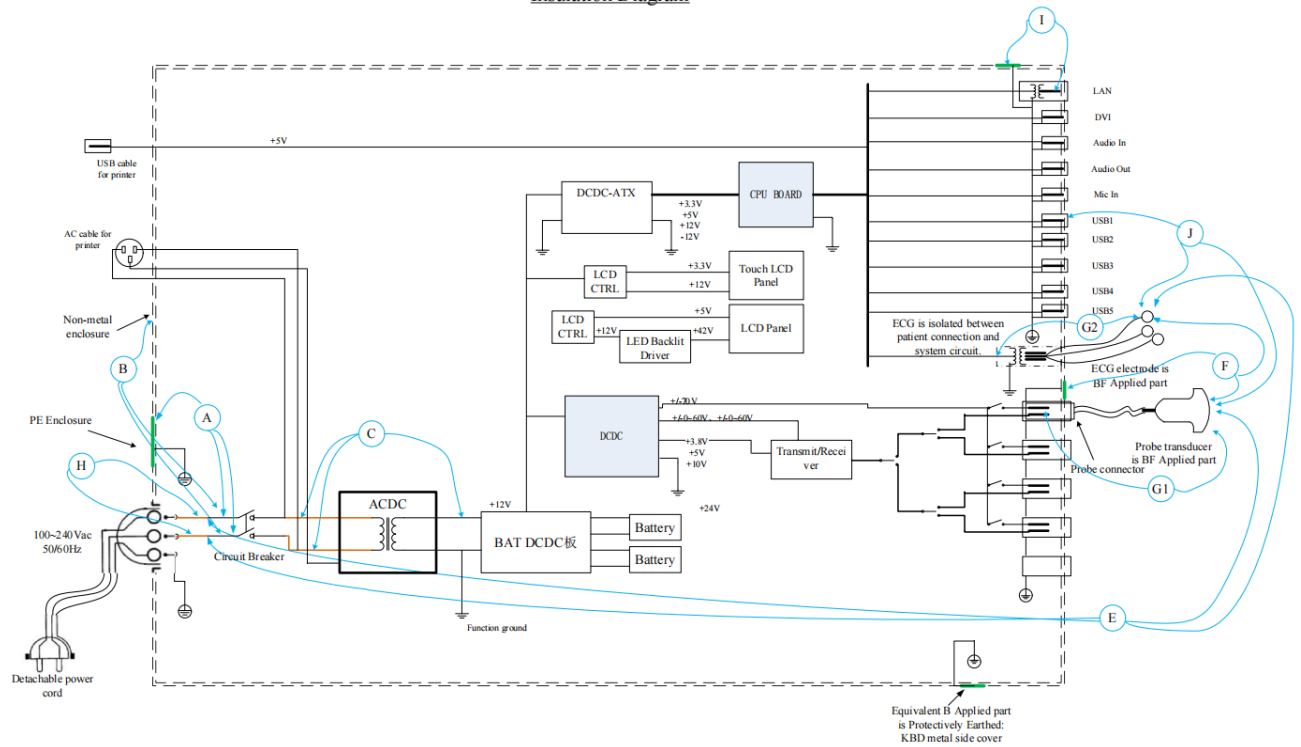 Insulation Diagram
I
LAN
DVI
Audio In
Audio Out
Mic In
USB1
USB2
USB3
USB4
USB5
J
+5V
USB cable
for printer
AC cable for
printer
DCDC-ATX
+3.3V
+5V
+12V
-12V
CPU BOARD
LCD
CTRL
+3.3V
+12V
Touch LCD
Panel
LCD
CTRL
+5V
+12V
LED Backlit
Driver
+42V
LCD Panel
Non-metal
enclosure
B
A
PE Enclosure
H
C
ECG is isolated between
patient connection and
system circuit.
G2
ECG electrode is
BF Applied part
F
DCDC
+/-70V
+/-0~60V、+/-0~60V
+3.8V
+5V
+10V
Transmit/Recei
ver
Probe connector
Probe transducer
is BF Applied part
G1
100~240Vac
50/60Hz
Circuit Breaker
ACDC
+12V
BAT DCDC板
+24V
Battery
Battery
Function ground
E
Detachable power
cord
Equivalent B Applied part
is Protectively Earthed:
KBD metal side cover